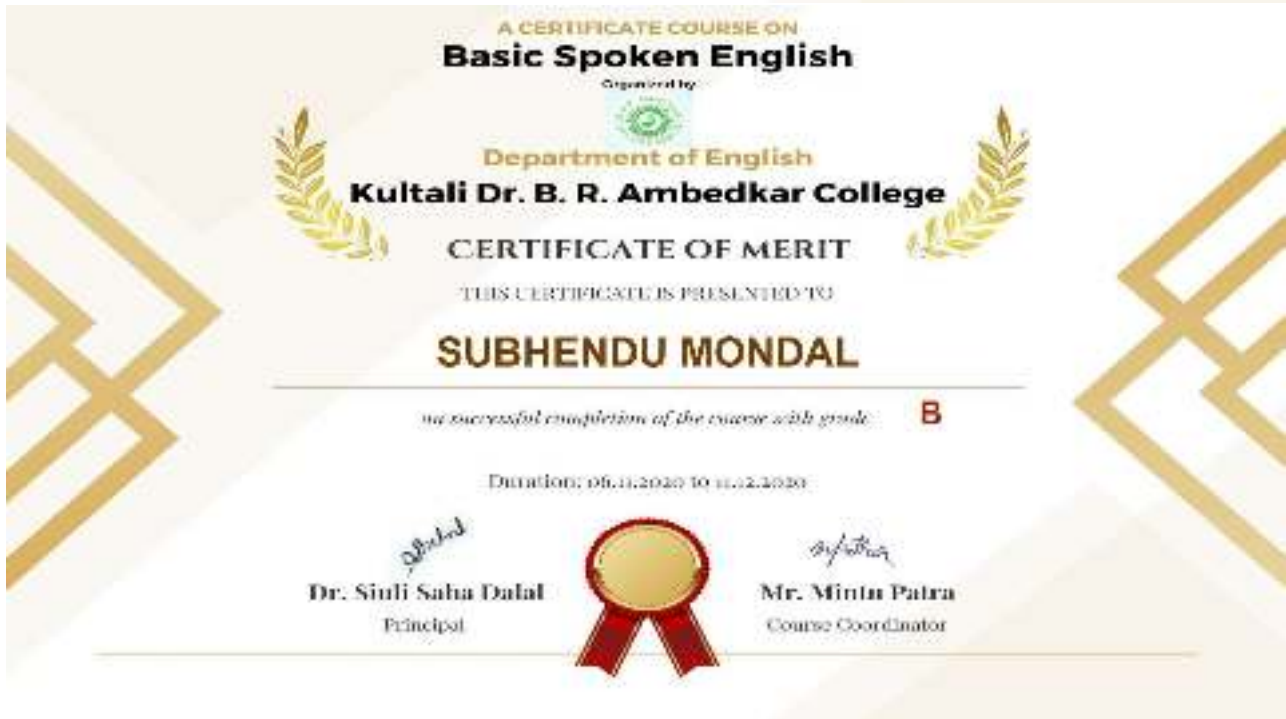 A CERTIFICATE COURSE ON
Basic Spoken English
Organized by
Department of English
Kultali Dr. B. R. Ambedkar College
CERTIFICATE OF MERIT
THIS CERTIFICATE IS PRESENTED TO
SUBHENDU MONDAL
on successful completion of the course with grade B
Duration: 06.11.2020 to 11.12.2020
Dr. Siuli Saha Dalal Mr. Mintu Patra
Principal Course Coordinator